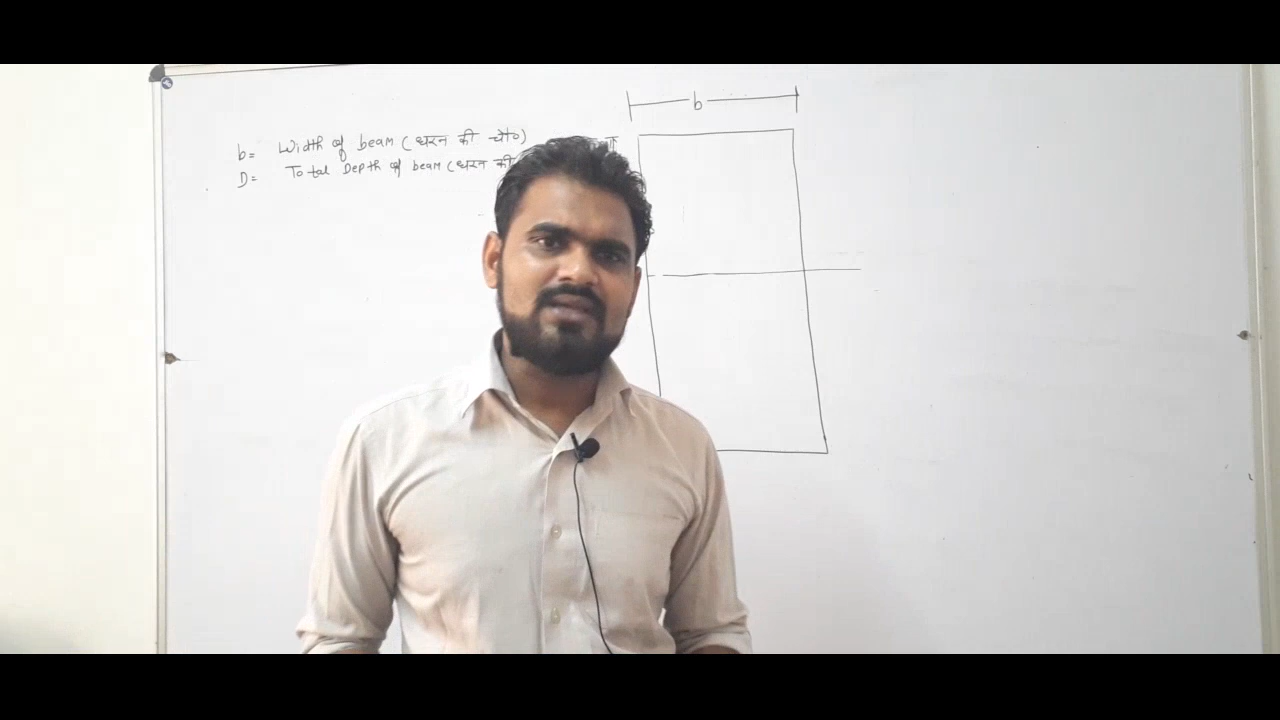 b
b= Width of beam (धरन की चौ०)
D= Total Depth of beam (धरन की